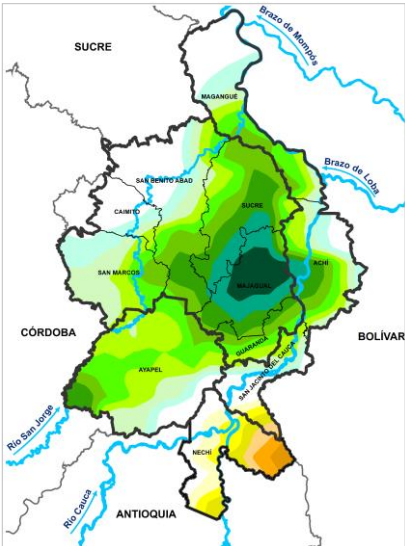 SUCRE
Brazo de Mompós
MAGANGUÉ
Brazo de Loba
SAN BENITO ABAD
SUCRE
CAIMITO
SAN MARCOS
ACHÍ
MAJAGUAL
CÓRDOBA
BOLÍVAR
GUARANDA
AYAPEL
SAN JACINTO DEL CAUCA
Río San Jorge
NECHÍ
Río Cauca
ANTIOQUIA